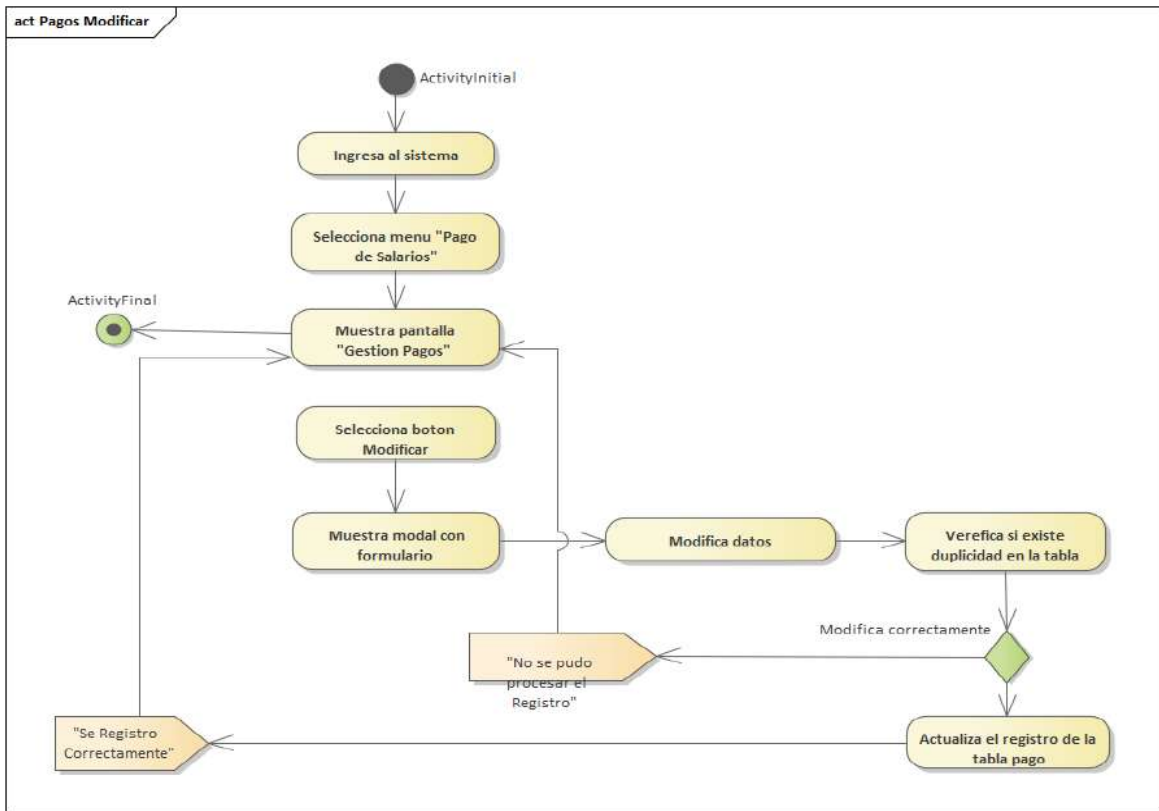 act Pagos Modificar
ActivityInitial
Ingresa al sistema
Selecciona menu "Pago
de Salarios"
ActivityFinal
Muestra pantalla
"Gestion Pagos"
Selecciona boton
Modificar
Muestra modal con
formulario
Modifica datos
Verefica si existe
duplicidad en la tabla
Modifica correctamente
"No se pudo
procesar el
Registro"
"Se Registro
Correctamente"
Actualiza el registro de la
tabla pago